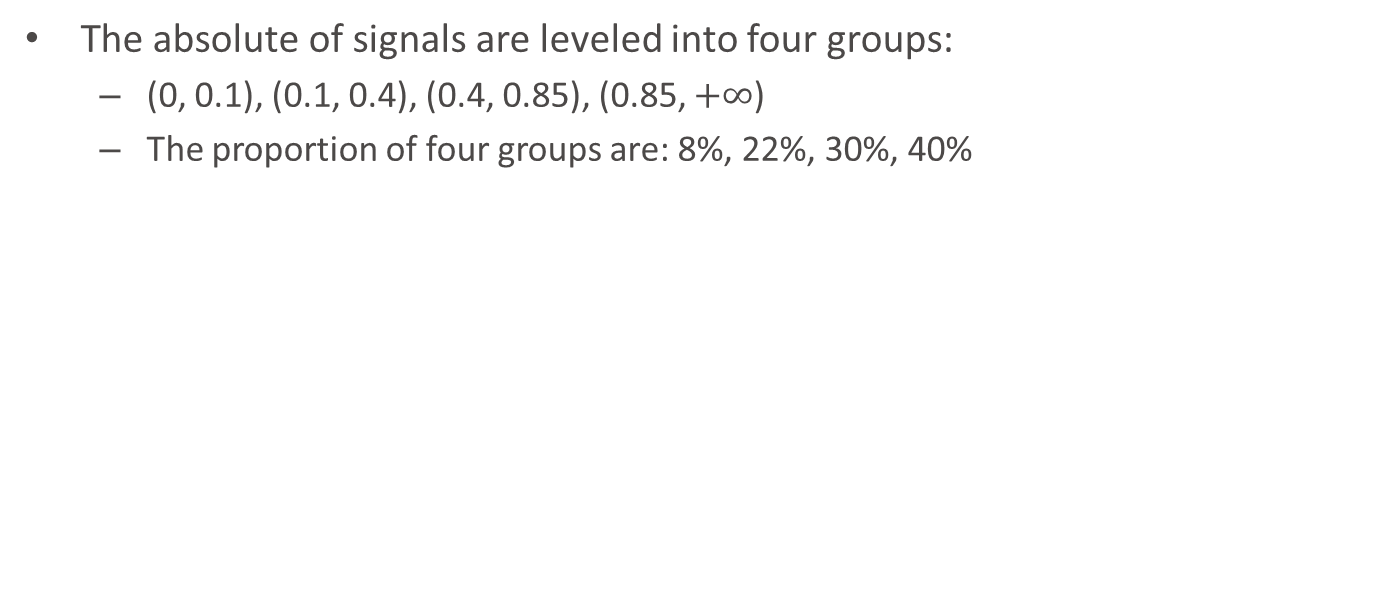 • The absolute of signals are leveled into four groups:
– (0, 0.1), (0.1, 0.4), (0.4, 0.85), (0.85, +∞)
– The proportion of four groups are: 8%, 22%, 30%, 40%